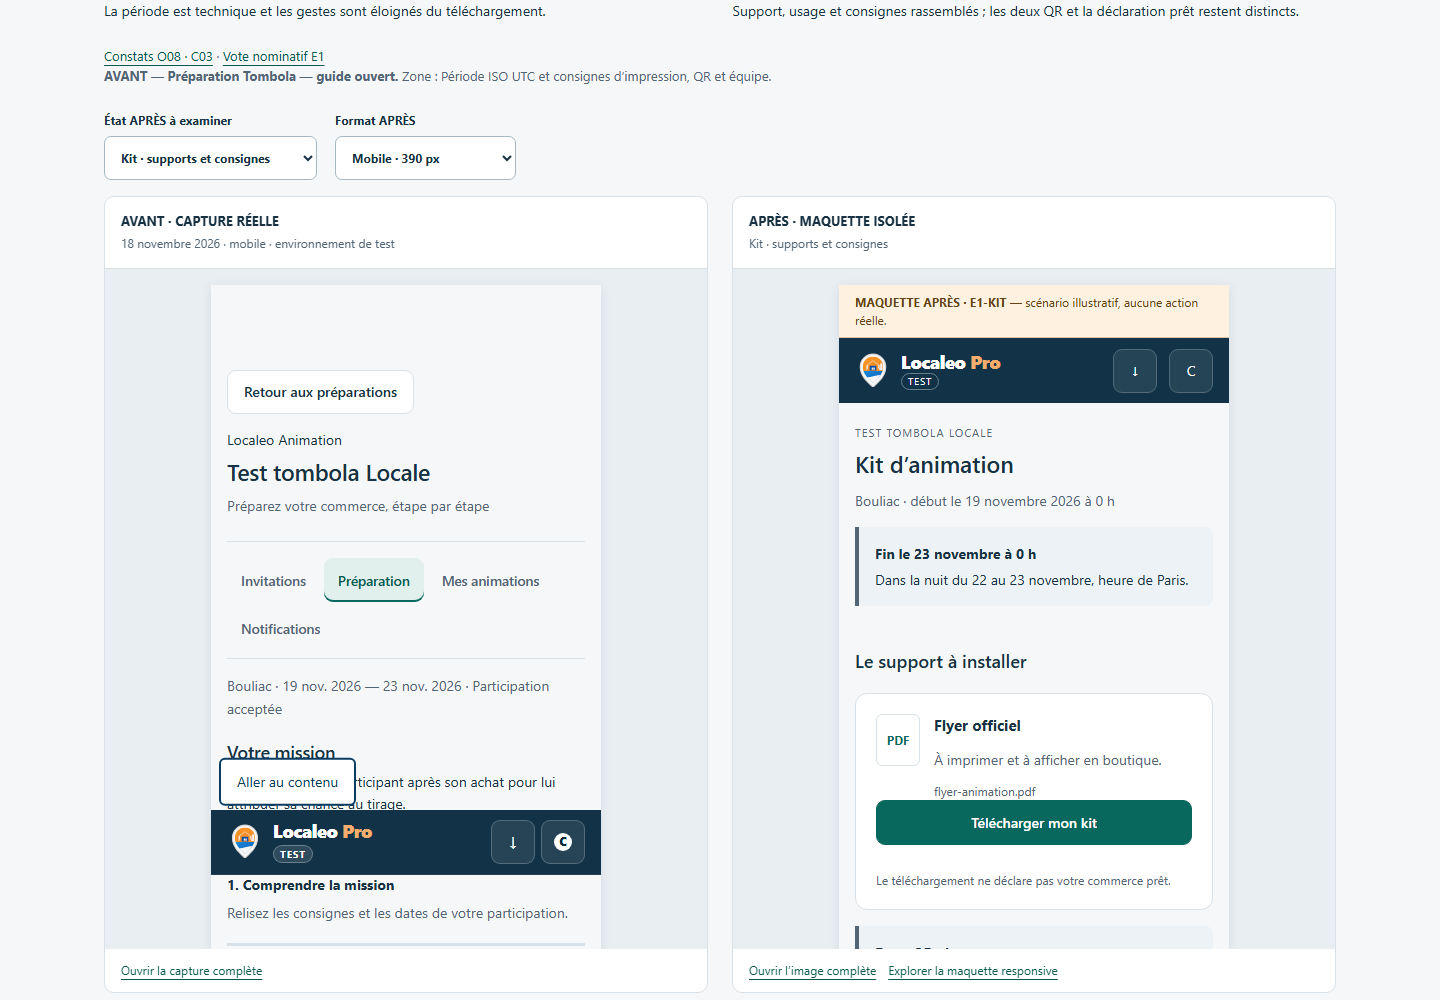 La période est technique et les gestes sont éloignés du téléchargement.
Support, usage et consignes rassemblés ; les deux QR et la déclaration prêt restent distincts.
Constats O08 · C03 · Vote nominatif E1
AVANT — Préparation Tombola — guide ouvert. Zone : Période ISO UTC et consignes d'impression, QR et équipe.
État APRÈS à examiner
Format APRÈS
Kit · supports et consignes
Mobile · 390 px
AVANT · CAPTURE RÉELLE
18 novembre 2026 · mobile · environnement de test
Retour aux préparations
Localeo Animation
Test tombola Locale
Préparez votre commerce, étape par étape
Invitations
Préparation
Mes animations
Notifications
Bouliac · 19 nov. 2026 — 23 nov. 2026 · Participation
acceptée
Votre mission
Aller au contenu
rticipant après son achat pour lui
attribuer sa chance au tirage.
Localeo Pro
TEST
↓
C
1. Comprendre la mission
Relisez les consignes et les dates de votre participation.
Ouvrir la capture complète
APRÈS · MAQUETTE ISOLÉE
Kit · supports et consignes
MAQUETTE APRÈS · E1-KIT — scénario illustratif, aucune action
réelle.
Localeo Pro
TEST
↓
C
TEST TOMBOLA LOCALE
Kit d’animation
Bouliac · début le 19 novembre 2026 à 0 h
Fin le 23 novembre à 0 h
Dans la nuit du 22 au 23 novembre, heure de Paris.
Le support à installer
PDF
Flyer officiel
À imprimer et à afficher en boutique.
flyer-animation.pdf
Télécharger mon kit
Le téléchargement ne déclare pas votre commerce prêt.
Ouvrir l'image complète
Explorer la maquette responsive